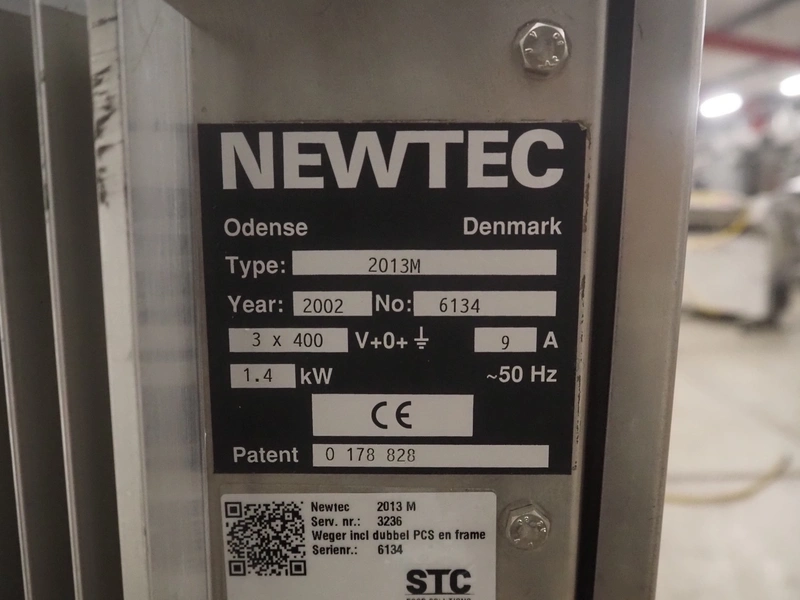 NEWTEC
Odense Denmark
Type: 2013M
Year: 2002 No: 6134
3 x 400 V+0+⏚ 9 A
1.4 kW ~50 Hz
CE
Patent 0 178 828
Newtec 2013 M
Serv. nr.: 3236
Weger incl dubbel PCS en frame
Serienr.: 6134
STC